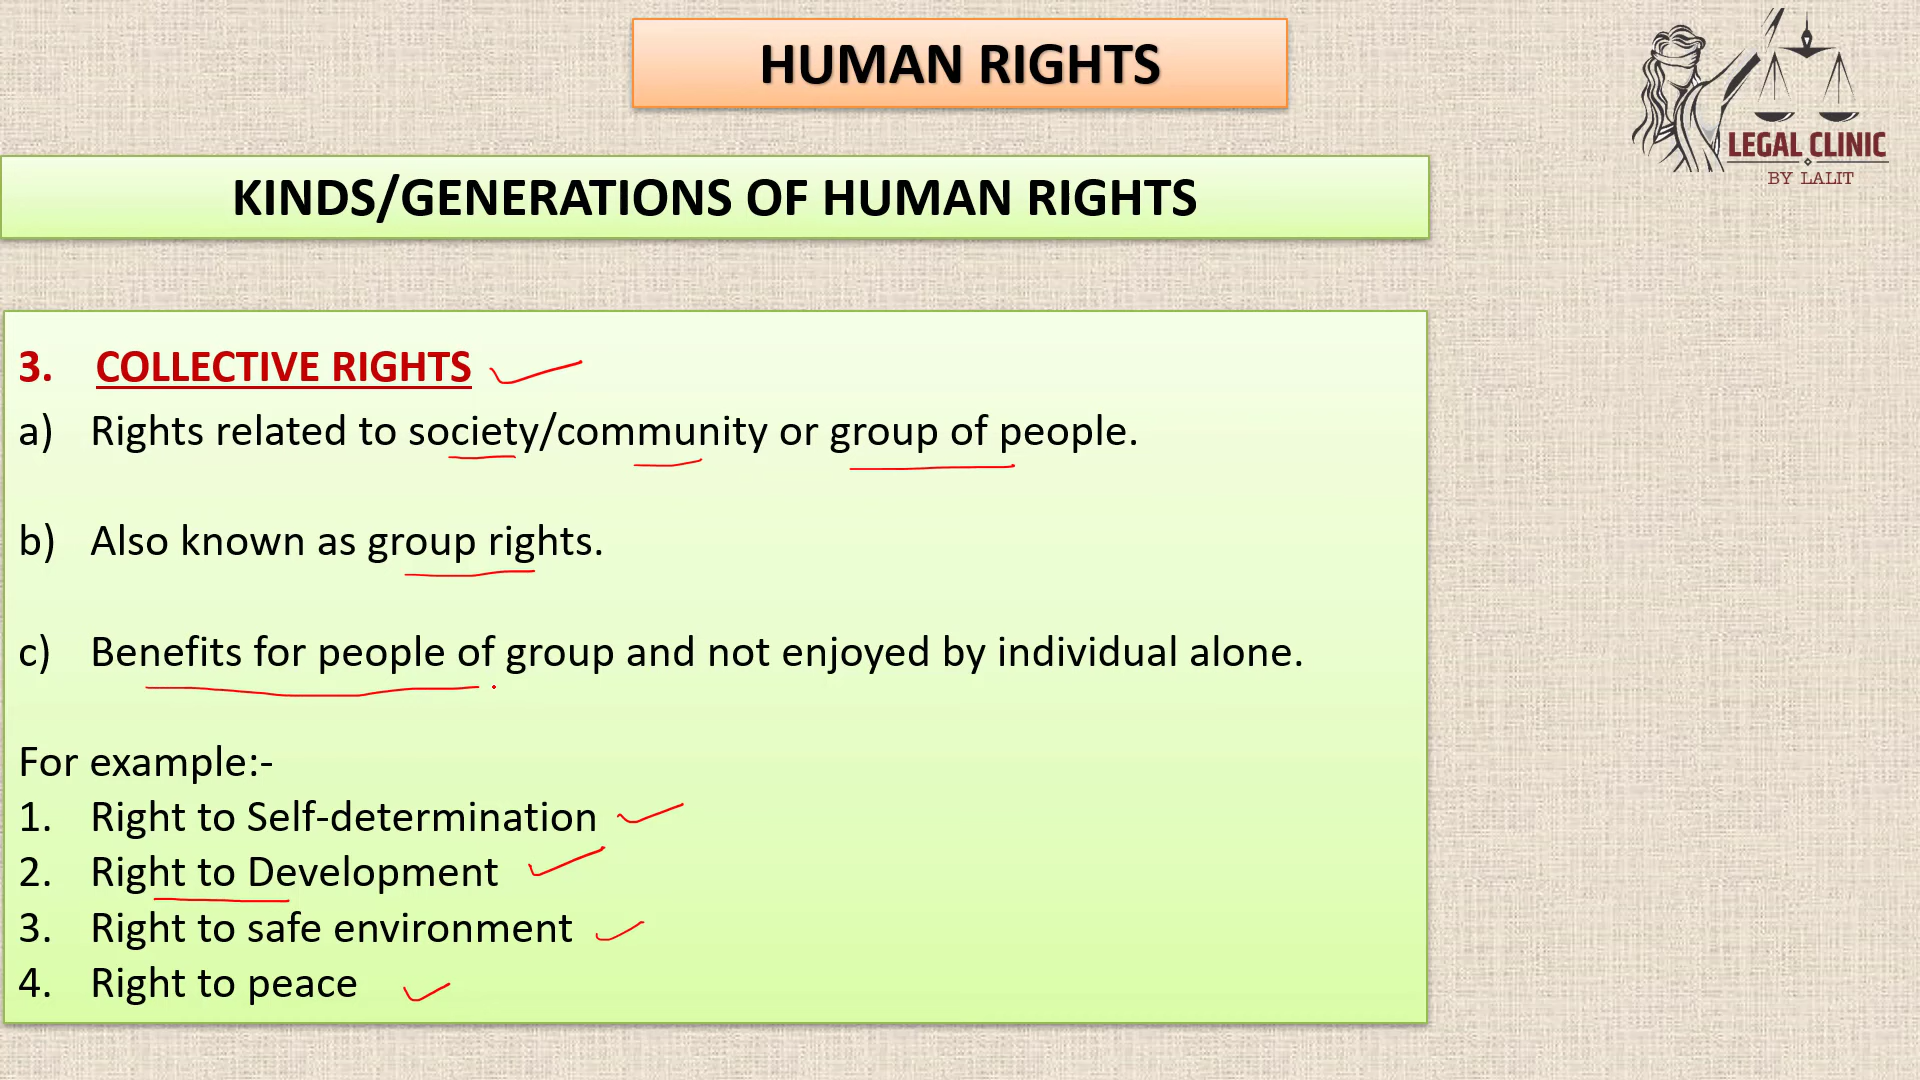 HUMAN RIGHTS
LEGAL CLINIC
BY LALIT
KINDS/GENERATIONS OF HUMAN RIGHTS
3. COLLECTIVE RIGHTS
a) Rights related to society/community or group of people.
b) Also known as group rights.
c) Benefits for people of group and not enjoyed by individual alone.
For example:-
1. Right to Self-determination
2. Right to Development
3. Right to safe environment
4. Right to peace